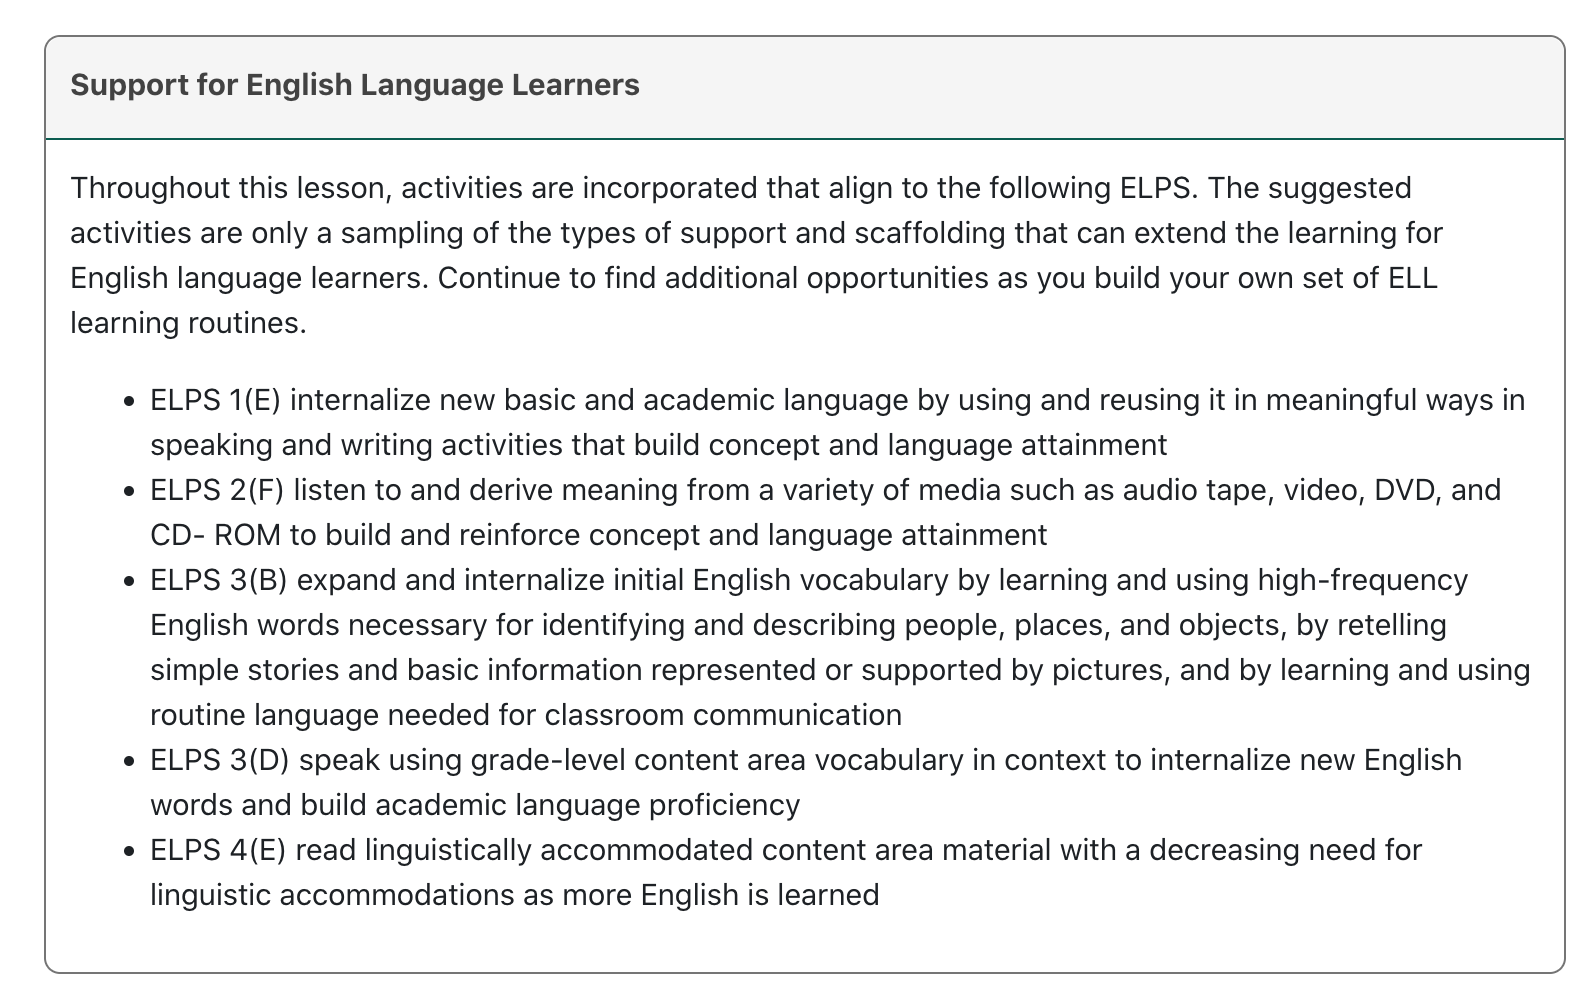 Support for English Language Learners
Throughout this lesson, activities are incorporated that align to the following ELPS. The suggested
activities are only a sampling of the types of support and scaffolding that can extend the learning for
English language learners. Continue to find additional opportunities as you build your own set of ELL
learning routines.
• ELPS 1(E) internalize new basic and academic language by using and reusing it in meaningful ways in
speaking and writing activities that build concept and language attainment
• ELPS 2(F) listen to and derive meaning from a variety of media such as audio tape, video, DVD, and
CD- ROM to build and reinforce concept and language attainment
• ELPS 3(B) expand and internalize initial English vocabulary by learning and using high-frequency
English words necessary for identifying and describing people, places, and objects, by retelling
simple stories and basic information represented or supported by pictures, and by learning and using
routine language needed for classroom communication
• ELPS 3(D) speak using grade-level content area vocabulary in context to internalize new English
words and build academic language proficiency
• ELPS 4(E) read linguistically accommodated content area material with a decreasing need for
linguistic accommodations as more English is learned